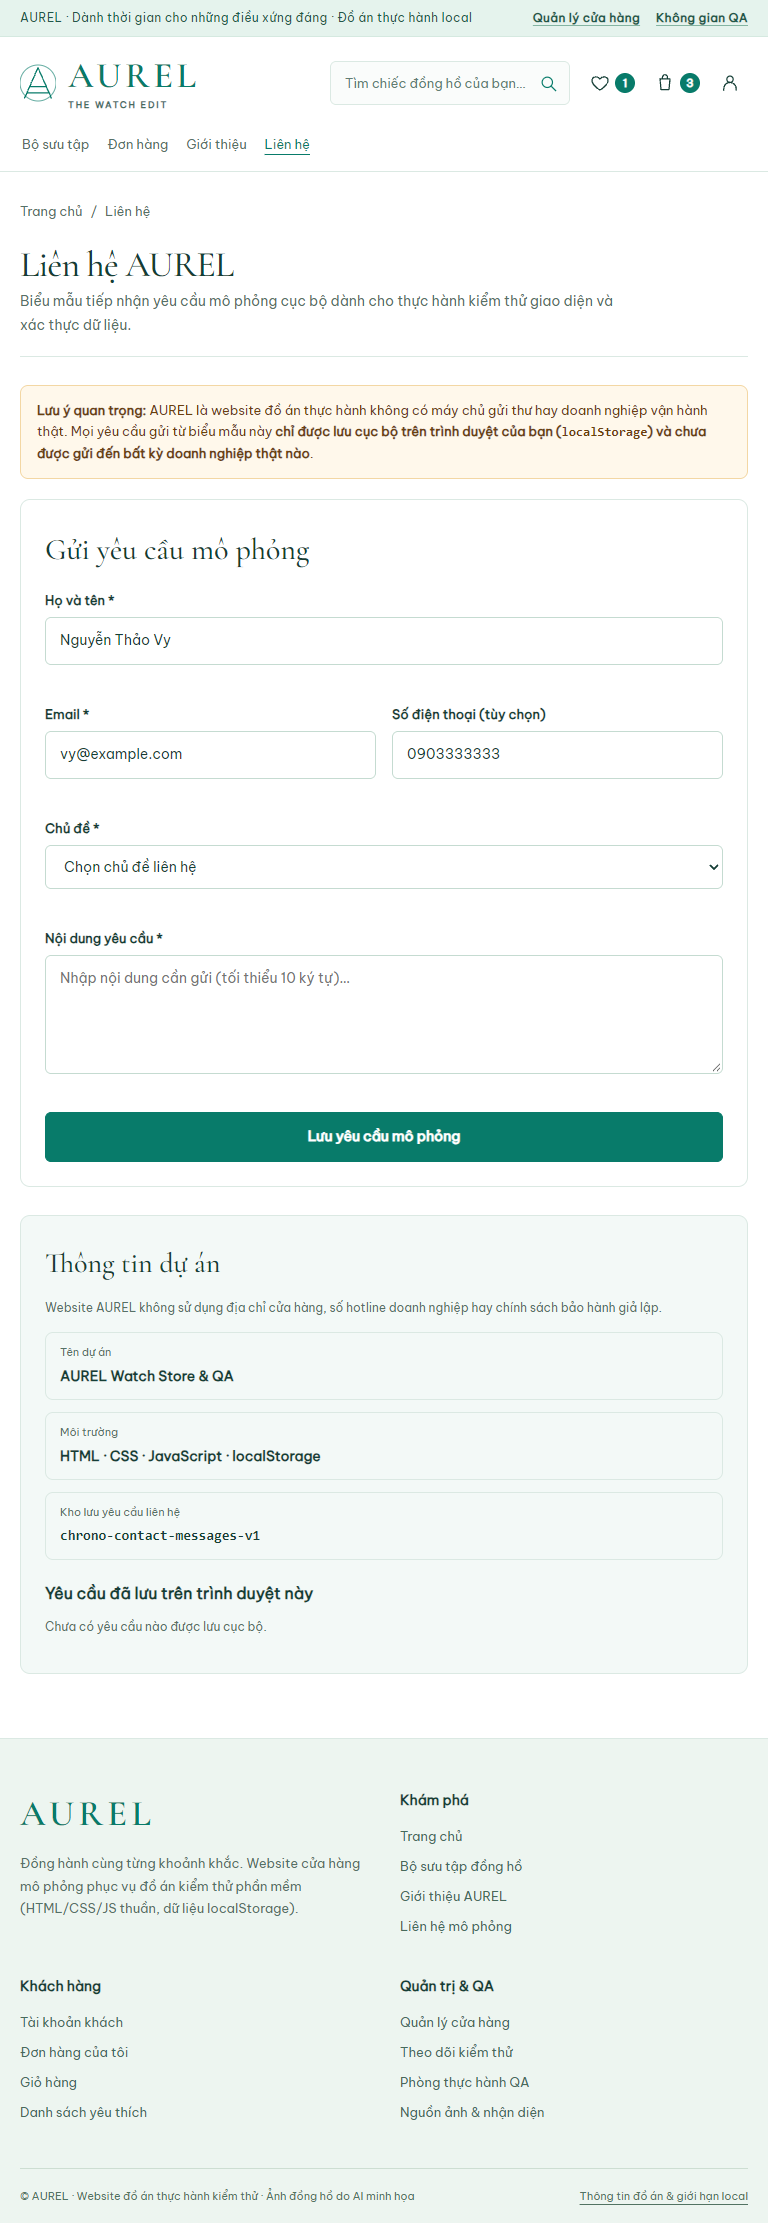 AUREL · Dành thời gian cho những điều xứng đáng · Đồ án thực hành local
Quản lý cửa hàng
Không gian QA
AUREL
THE WATCH EDIT
Tìm chiếc đồng hồ của bạn...
1
3
Bộ sưu tập
Đơn hàng
Giới thiệu
Liên hệ
Trang chủ / Liên hệ
Liên hệ AUREL
Biểu mẫu tiếp nhận yêu cầu mô phỏng cục bộ dành cho thực hành kiểm thử giao diện và
xác thực dữ liệu.
Lưu ý quan trọng: AUREL là website đồ án thực hành không có máy chủ gửi thư hay doanh nghiệp vận hành
thật. Mọi yêu cầu gửi từ biểu mẫu này chỉ được lưu cục bộ trên trình duyệt của bạn (localStorage) và chưa
được gửi đến bất kỳ doanh nghiệp thật nào.
Gửi yêu cầu mô phỏng
Họ và tên *
Nguyễn Thảo Vy
Email *
Số điện thoại (tùy chọn)
vy@example.com
0903333333
Chủ đề *
Chọn chủ đề liên hệ
Nội dung yêu cầu *
Nhập nội dung cần gửi (tối thiểu 10 ký tự)...
Lưu yêu cầu mô phỏng
Thông tin dự án
Website AUREL không sử dụng địa chỉ cửa hàng, số hotline doanh nghiệp hay chính sách bảo hành giả lập.
Tên dự án
AUREL Watch Store & QA
Môi trường
HTML · CSS · JavaScript · localStorage
Kho lưu yêu cầu liên hệ
chrono-contact-messages-v1
Yêu cầu đã lưu trên trình duyệt này
Chưa có yêu cầu nào được lưu cục bộ.
AUREL
Đồng hành cùng từng khoảnh khắc. Website cửa hàng
mô phỏng phục vụ đồ án kiểm thử phần mềm
(HTML/CSS/JS thuần, dữ liệu localStorage).
Khám phá
Trang chủ
Bộ sưu tập đồng hồ
Giới thiệu AUREL
Liên hệ mô phỏng
Khách hàng
Tài khoản khách
Đơn hàng của tôi
Giỏ hàng
Danh sách yêu thích
Quản trị & QA
Quản lý cửa hàng
Theo dõi kiểm thử
Phòng thực hành QA
Nguồn ảnh & nhận diện
© AUREL · Website đồ án thực hành kiểm thử · Ảnh đồng hồ do AI minh họa
Thông tin đồ án & giới hạn local